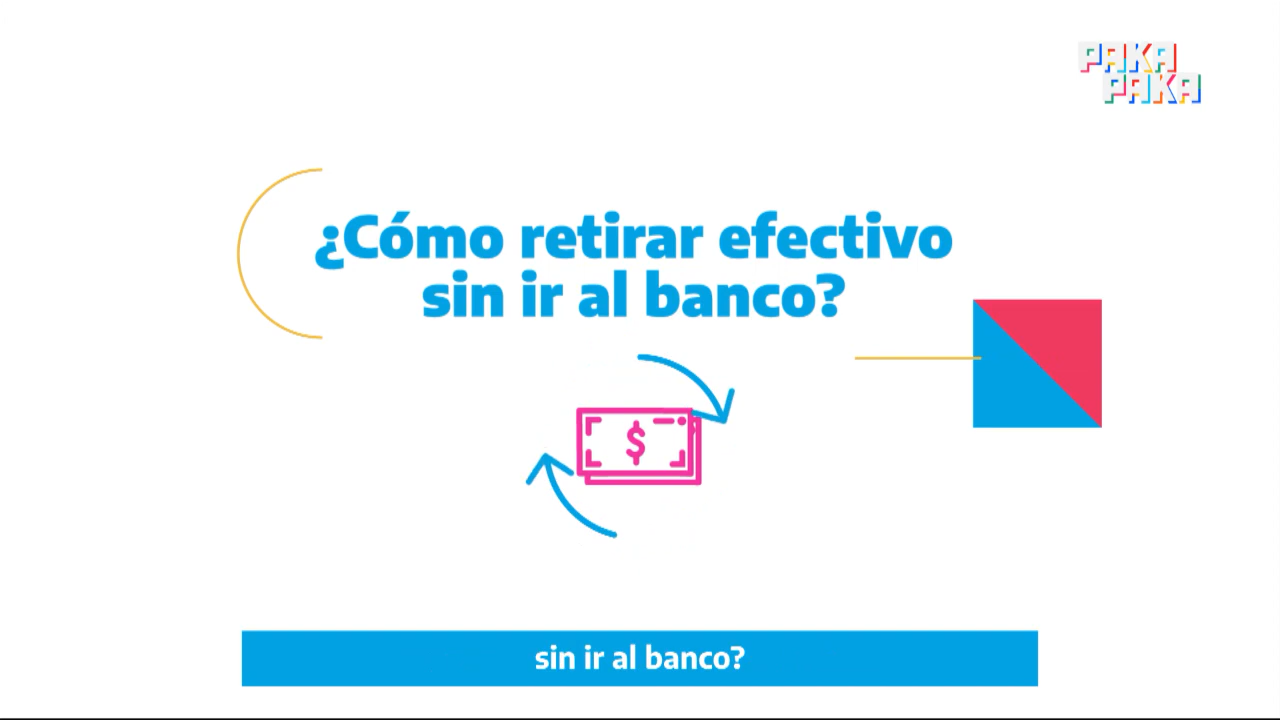 PAKA
PAKA
¿Cómo retirar efectivo
sin ir al banco?
$
sin ir al banco?